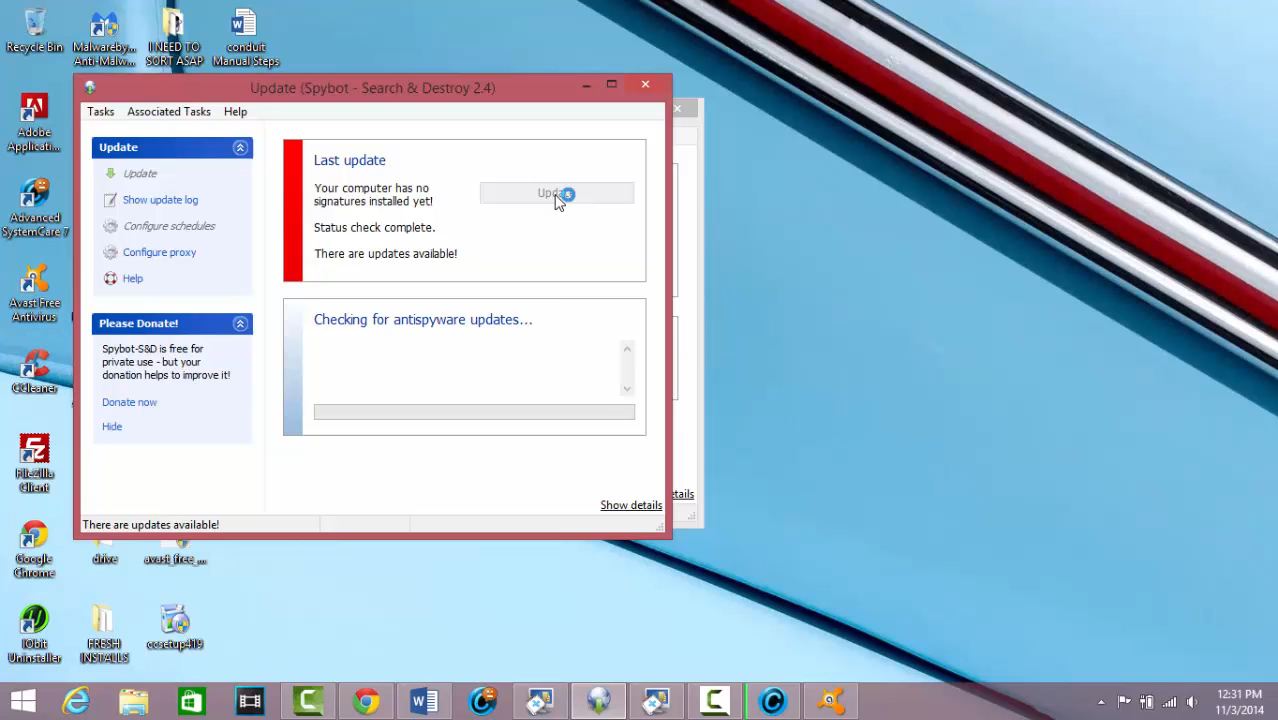 Recycle Bin
Malwareby...
Anti-Malw...
I NEED TO
SORT ASAP
conduit
Manual Steps
Adobe
Applicati...
Advanced
SystemCare 7
Avast Free
Antivirus
CCleaner
FileZilla
Client
Google
Chrome
drive
avast_free_...
IObit
Uninstaller
FRESH
INSTALLS
ccsetup419
Update (Spybot - Search & Destroy 2.4)
Tasks
Associated Tasks
Help
Update
Update
Show update log
Configure schedules
Configure proxy
Help
Please Donate!
Spybot-S&D is free for
private use - but your
donation helps to improve it!
Donate now
Hide
Last update
Your computer has no
signatures installed yet!
Status check complete.
There are updates available!
Checking for antispyware updates...
Show details
There are updates available!
etails
12:31 PM
11/3/2014